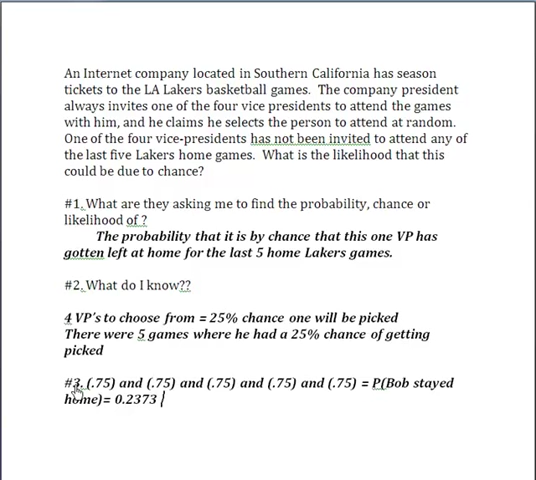 An Internet company located in Southern California has season
tickets to the LA Lakers basketball games.  The company president
always invites one of the four vice presidents to attend the games
with him, and he claims he selects the person to attend at random.
One of the four vice-presidents has not been invited to attend any of
the last five Lakers home games.  What is the likelihood that this
could be due to chance?
#1. What are they asking me to find the probability, chance or
likelihood of ?
The probability that it is by chance that this one VP has
gotten left at home for the last 5 home Lakers games.
#2. What do I know??
4 VP's to choose from = 25% chance one will be picked
There were 5 games where he had a 25% chance of getting
picked
#3. (.75) and (.75) and (.75) and (.75) and (.75) = P(Bob stayed
home)= 0.2373